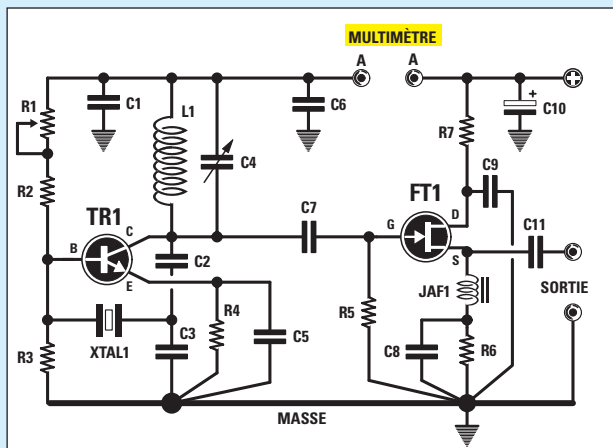 MULTIMÈTRE
A A
R1
C1
L1
C4
C6
+
C10
R7
R2
TR1
C7
FT1
C9
C11
B
C
E
C2
G
D
S
JAF1
SORTIE
R4
R5
XTAL1
C3
C5
C8
R6
R3
MASSE